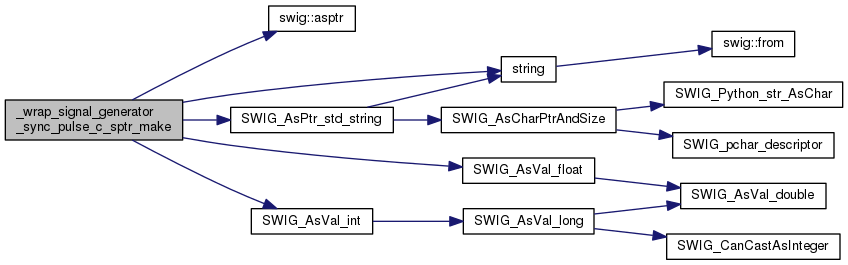 swig::asptr
swig::from
string
SWIG_Python_str_AsChar
_wrap_signal_generator
_sync_pulse_c_sptr_make
SWIG_AsPtr_std_string
SWIG_AsCharPtrAndSize
SWIG_pchar_descriptor
SWIG_AsVal_float
SWIG_AsVal_double
SWIG_AsVal_int
SWIG_AsVal_long
SWIG_CanCastAsInteger